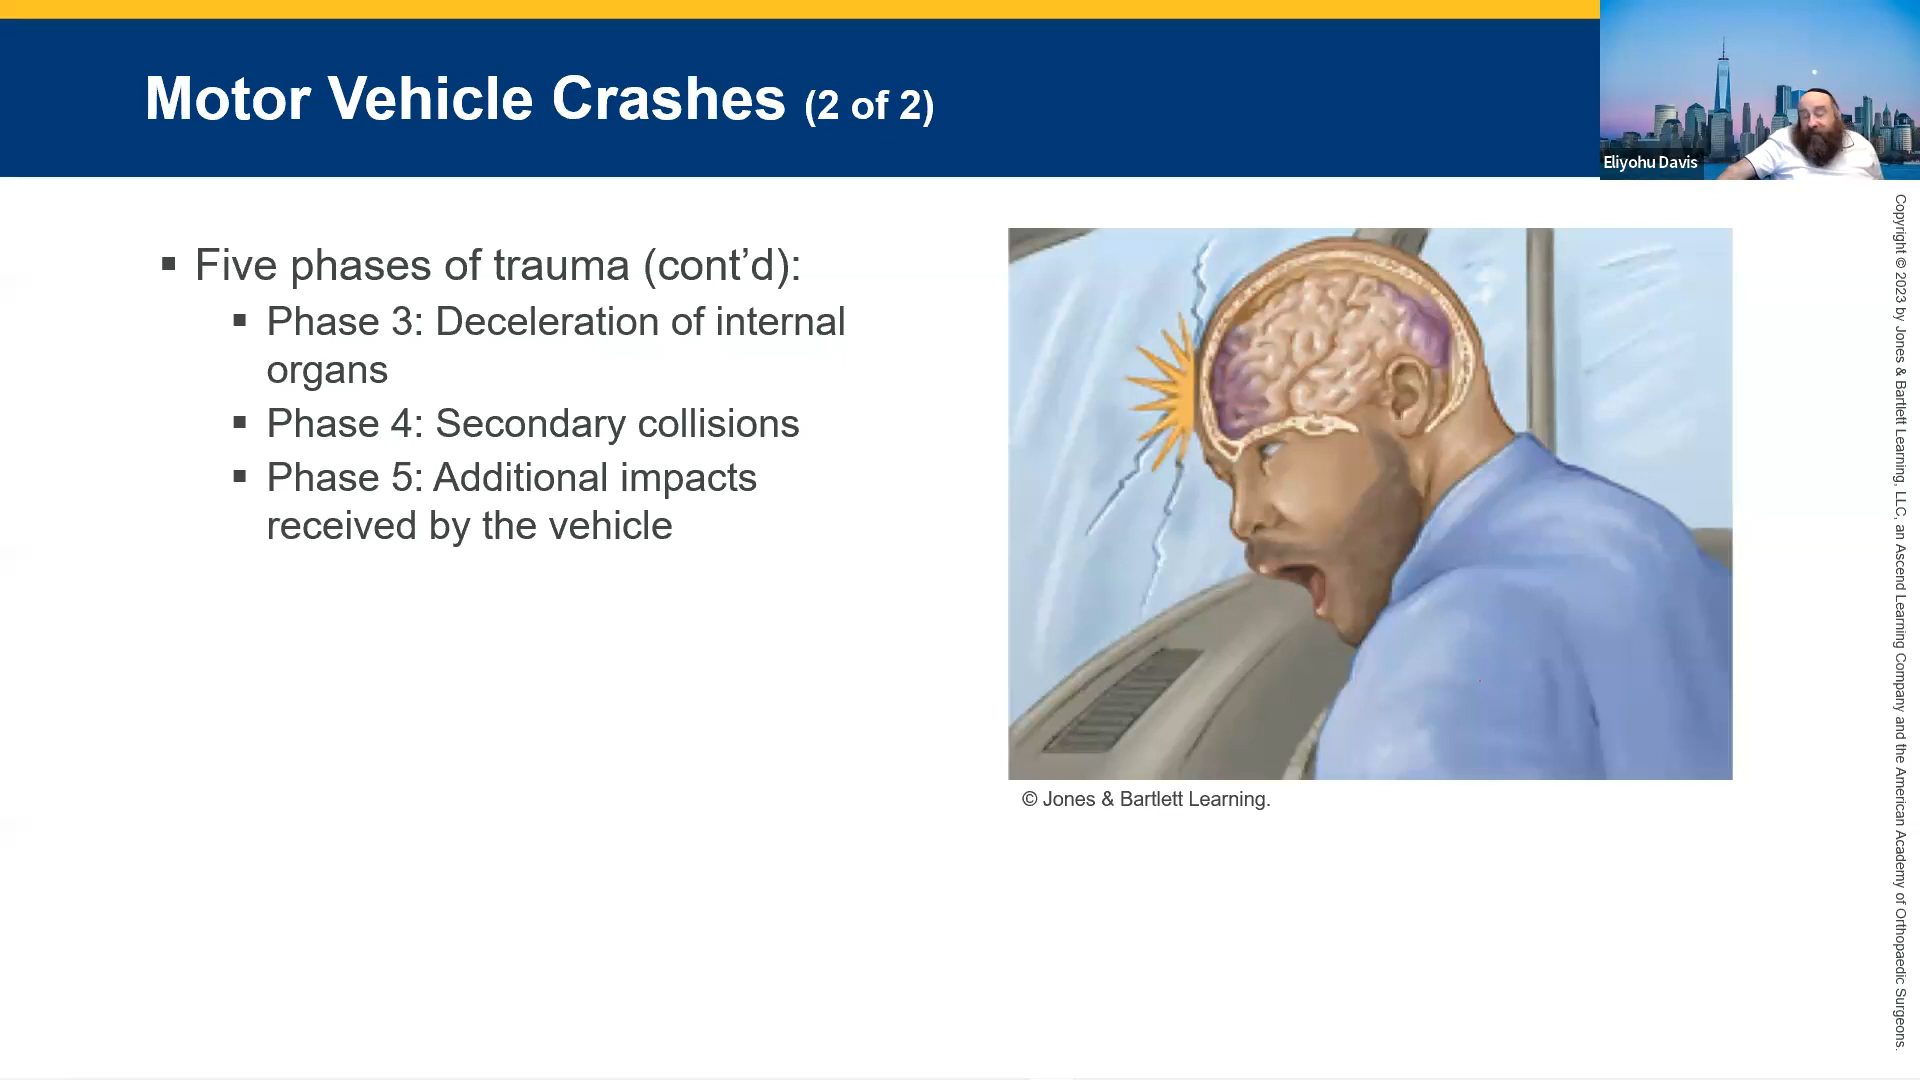 Motor Vehicle Crashes (2 of 2)
Eliyohu Davis
▪ Five phases of trauma (cont’d):
▪ Phase 3: Deceleration of internal
organs
▪ Phase 4: Secondary collisions
▪ Phase 5: Additional impacts
received by the vehicle
© Jones & Bartlett Learning.
Copyright © 2023 by Jones & Bartlett Learning, LLC, an Ascend Learning Company and the American Academy of Orthopaedic Surgeons.